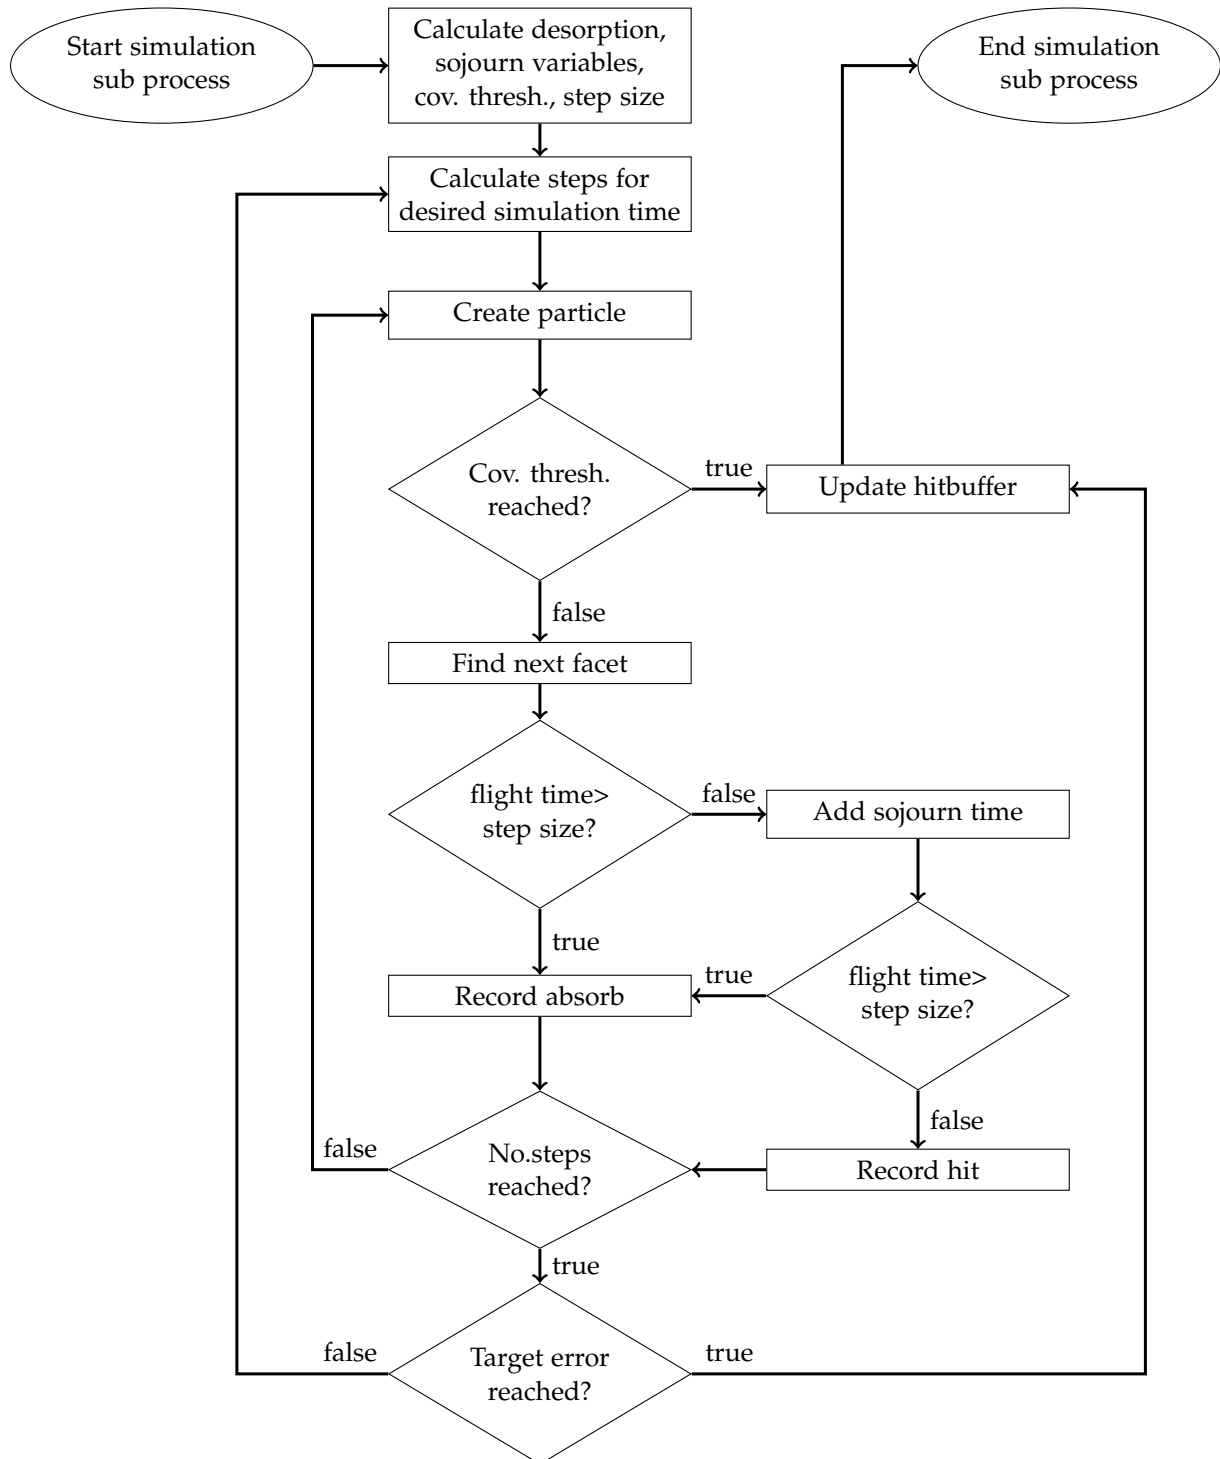 Start simulation
sub process
Calculate desorption,
sojourn variables,
cov. thresh., step size
End simulation
sub process
Calculate steps for
desired simulation time
Create particle
Cov. thresh.
reached?
true
Update hitbuffer
false
Find next facet
flight time>
step size?
false
Add sojourn time
true
Record absorb
true
flight time>
step size?
false
false
No.steps
reached?
Record hit
true
false
Target error
reached?
true